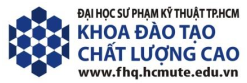 ĐẠI HỌC SƯ PHẠM KỸ THUẬT TP.HCM
KHOA ĐÀO TẠO
CHẤT LƯỢNG CAO
www.fhq.hcmute.edu.vn